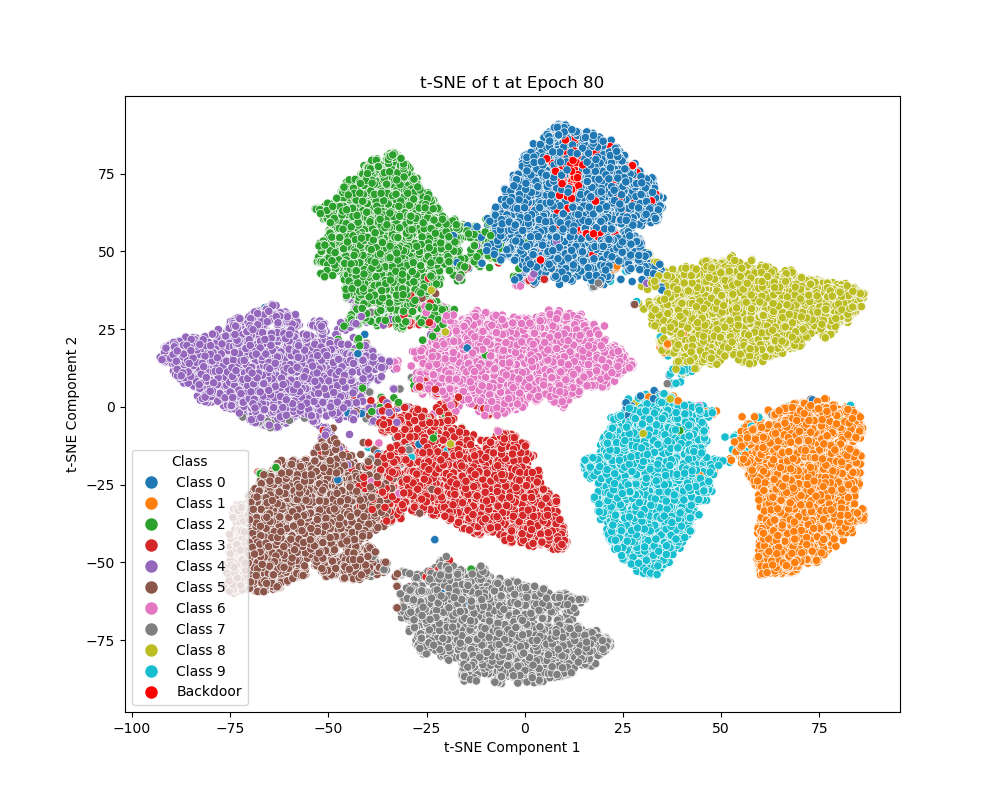 t-SNE of t at Epoch 80
t-SNE Component 2
75
50
25
0
−25
−50
−75
Class
Class 0
Class 1
Class 2
Class 3
Class 4
Class 5
Class 6
Class 7
Class 8
Class 9
Backdoor
−100 −75 −50 −25 0 25 50 75
t-SNE Component 1